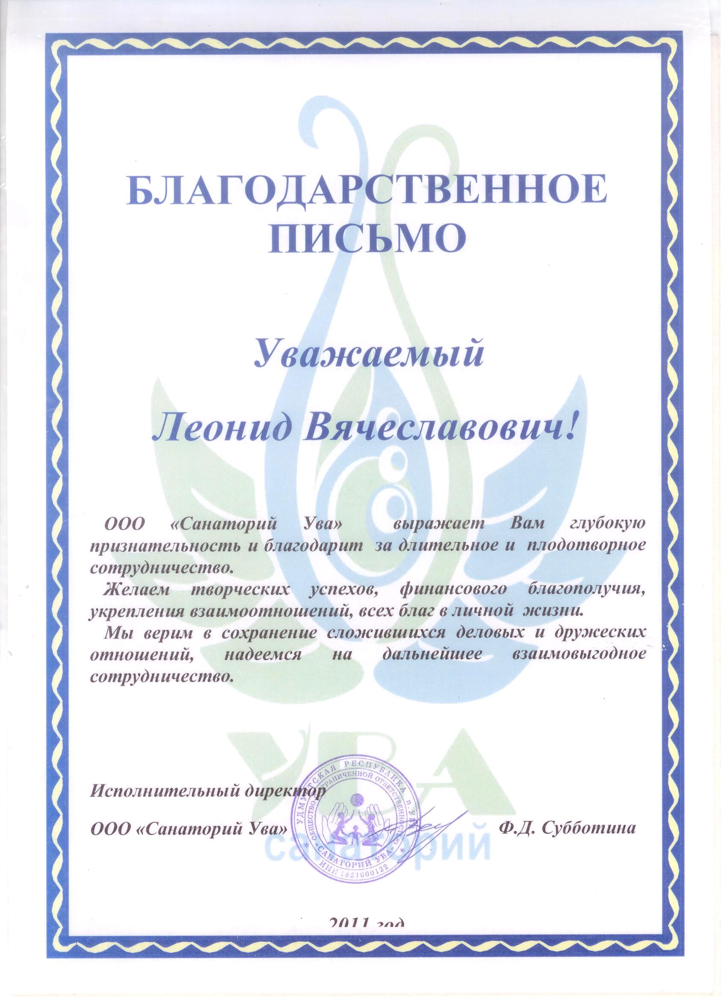 БЛАГОДАРСТВЕННОЕ
ПИСЬМО
Уважаемый
Леонид Вячеславович!
ООО «Санаторий Ува» выражает Вам глубокую
признательность и благодарит за длительное и плодотворное
сотрудничество.
Желаем творческих успехов, финансового благополучия,
укрепления взаимоотношений, всех благ в личной жизни.
Мы верим в сохранение сложившихся деловых и дружеских
отношений, надеемся на дальнейшее взаимовыгодное
сотрудничество.
УВА
санаторий
Исполнительный директор
ООО «Санаторий Ува»
Ф.Д. Субботина
УДМУРТСКАЯ РЕСПУБЛИКА п. УВА
ОБЩЕСТВО С ОГРАНИЧЕННОЙ ОТВЕТСТВЕННОСТЬЮ
«САНАТОРИЙ УВА»
ИНН 1821000122
2011 год